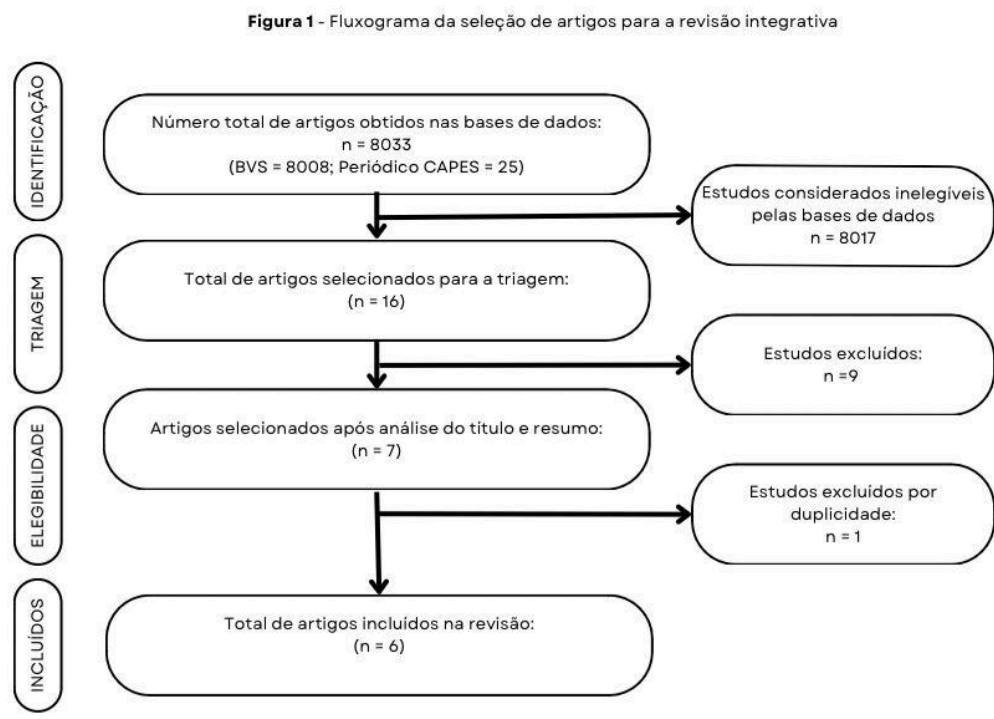 Figura 1 - Fluxograma da seleção de artigos para a revisão integrativa
IDENTIFICAÇÃO
Número total de artigos obtidos nas bases de dados:
n = 8033
(BVS = 8008; Periódico CAPES = 25)
Estudos considerados inelegíveis
pelas bases de dados
n = 8017
TRIAGEM
Total de artigos selecionados para a triagem:
(n = 16)
Estudos excluídos:
n =9
ELEGIBILIDADE
Artigos selecionados após análise do título e resumo:
(n = 7)
Estudos excluídos por
duplicidade:
n = 1
INCLUÍDOS
Total de artigos incluídos na revisão:
(n = 6)